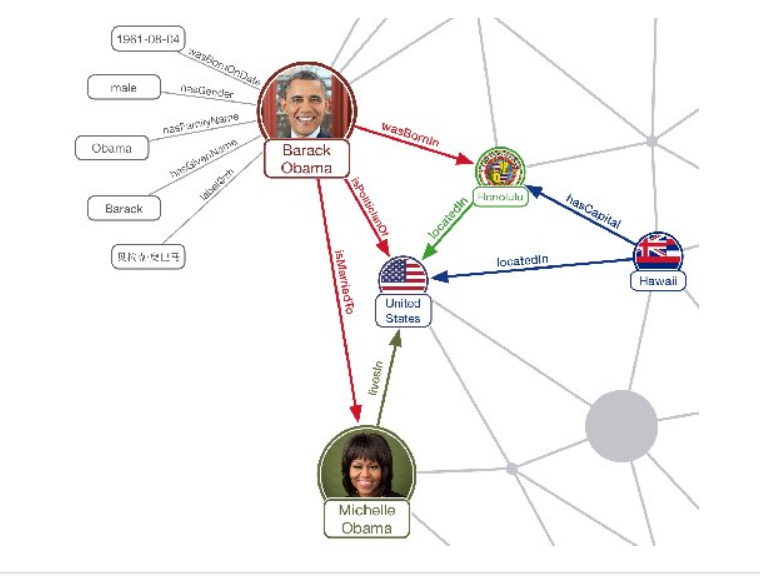 1961-08-04
wasBornOnDate
male
hasGender
Obama
hasFamilyName
Barack
hasGivenName
Barack
Obama
wasBornIn
isPoliticianOf
isMarriedTo
Honolulu
locatedIn
hasCapital
locatedIn
Hawaii
United
States
livesIn
Michelle
Obama